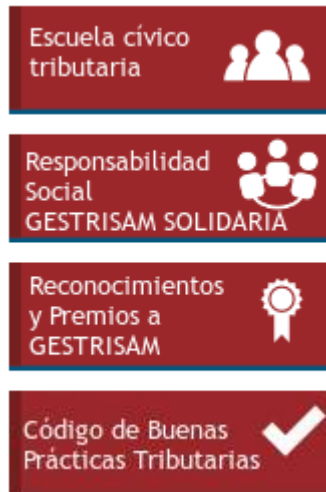 Escuela cívico
tributaria
Responsabilidad
Social
GESTRISAM SOLIDARIA
Reconocimientos
y Premios a
GESTRISAM
Código de Buenas
Prácticas Tributarias